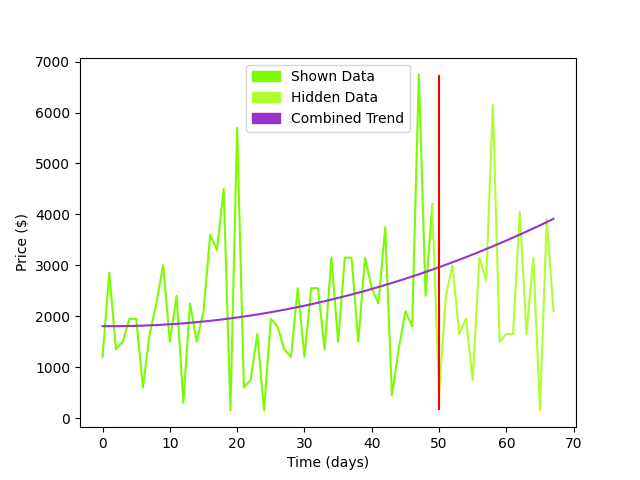 7000
6000
5000
4000
3000
2000
1000
0
Price ($)
Shown Data
Hidden Data
Combined Trend
0 10 20 30 40 50 60 70
Time (days)